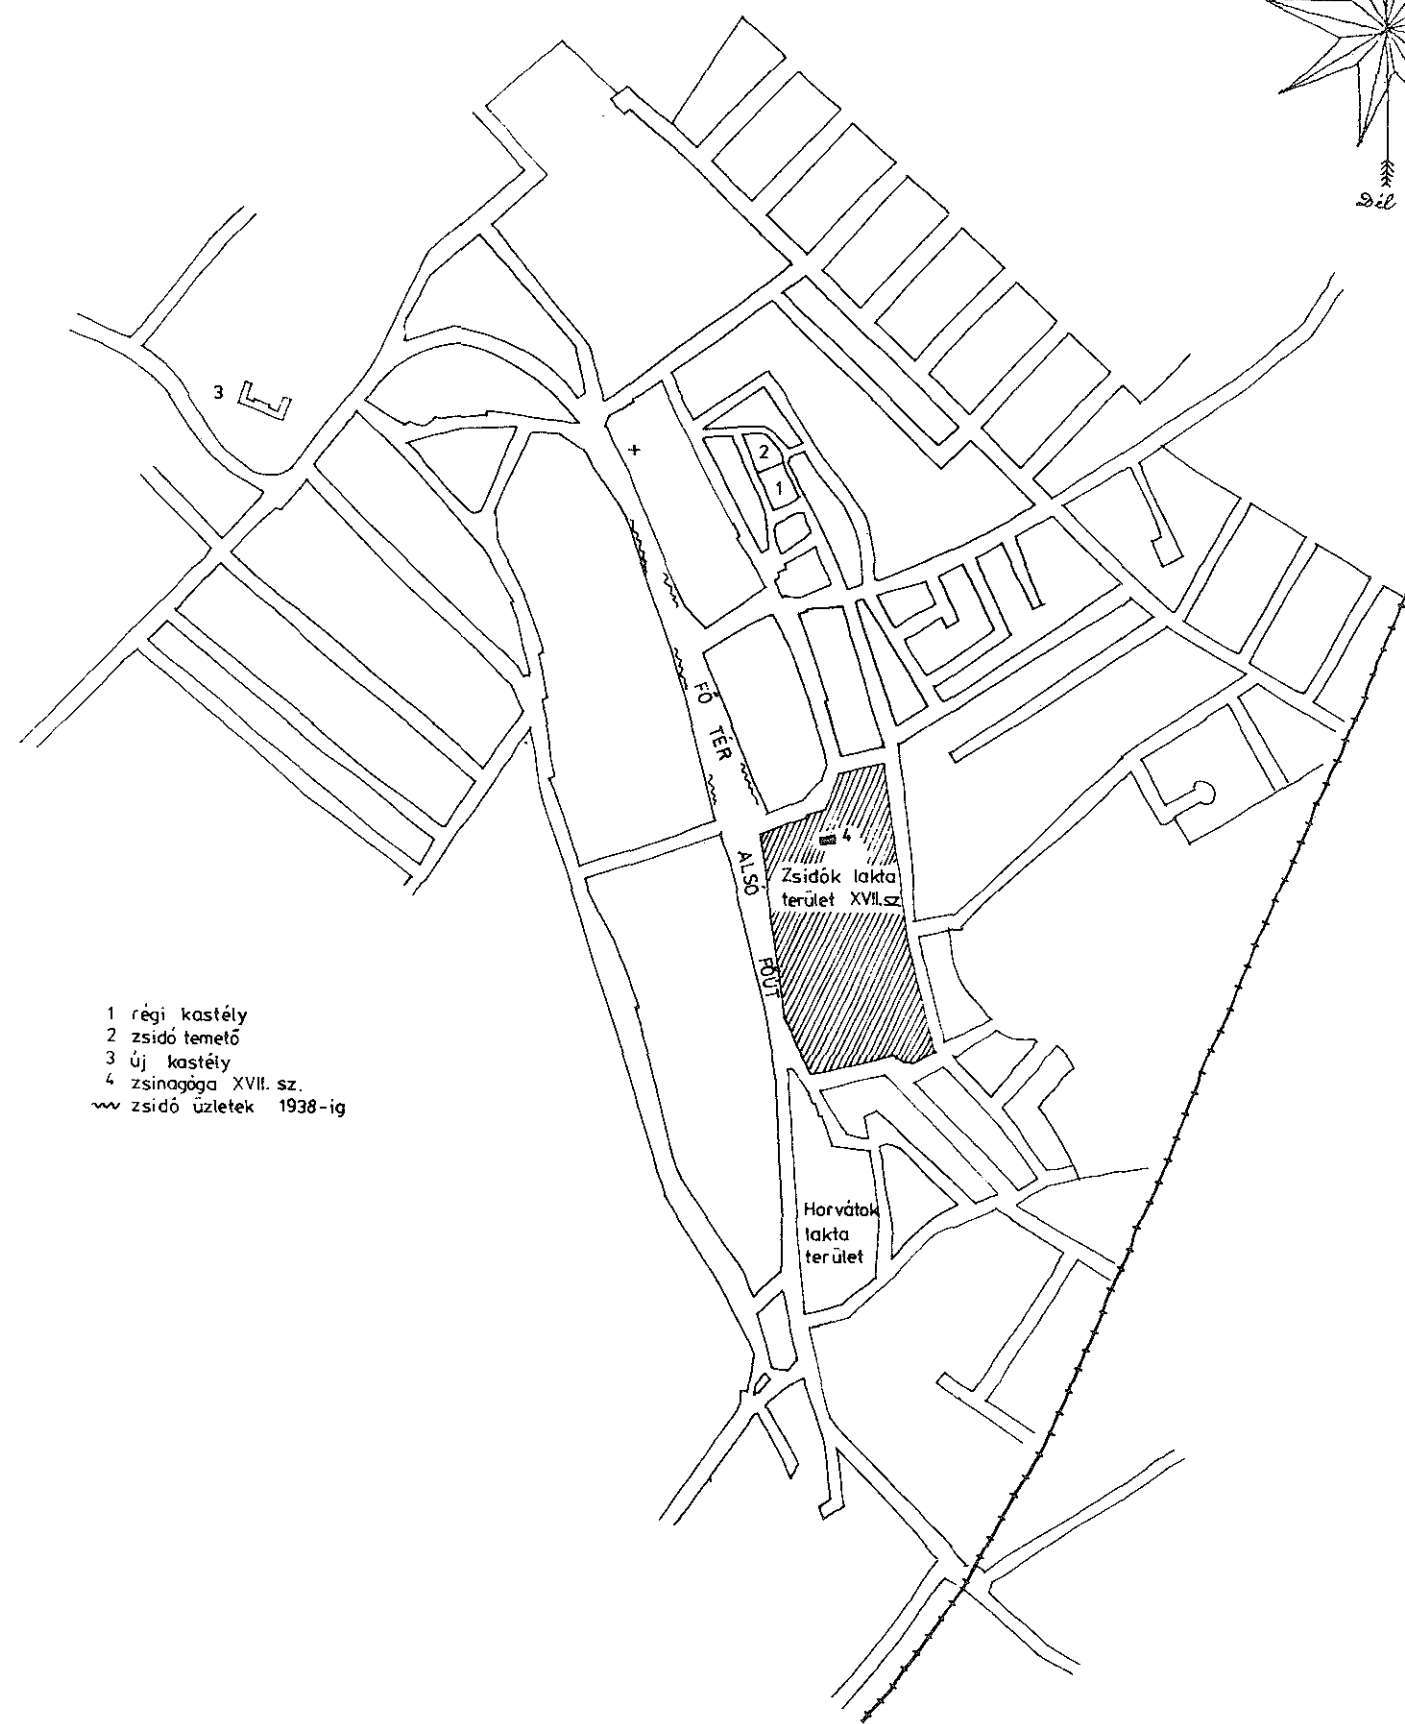 Dél
3
2
1
FŐ TÉR
4
Zsidók lakta
terület XVII.sz
ALSÓ FŐÚT
1 régi kastély
2 zsidó temető
3 új kastély
4 zsinagóga XVII. sz.
zsidó üzletek 1938-ig
Horvátok
lakta
terület